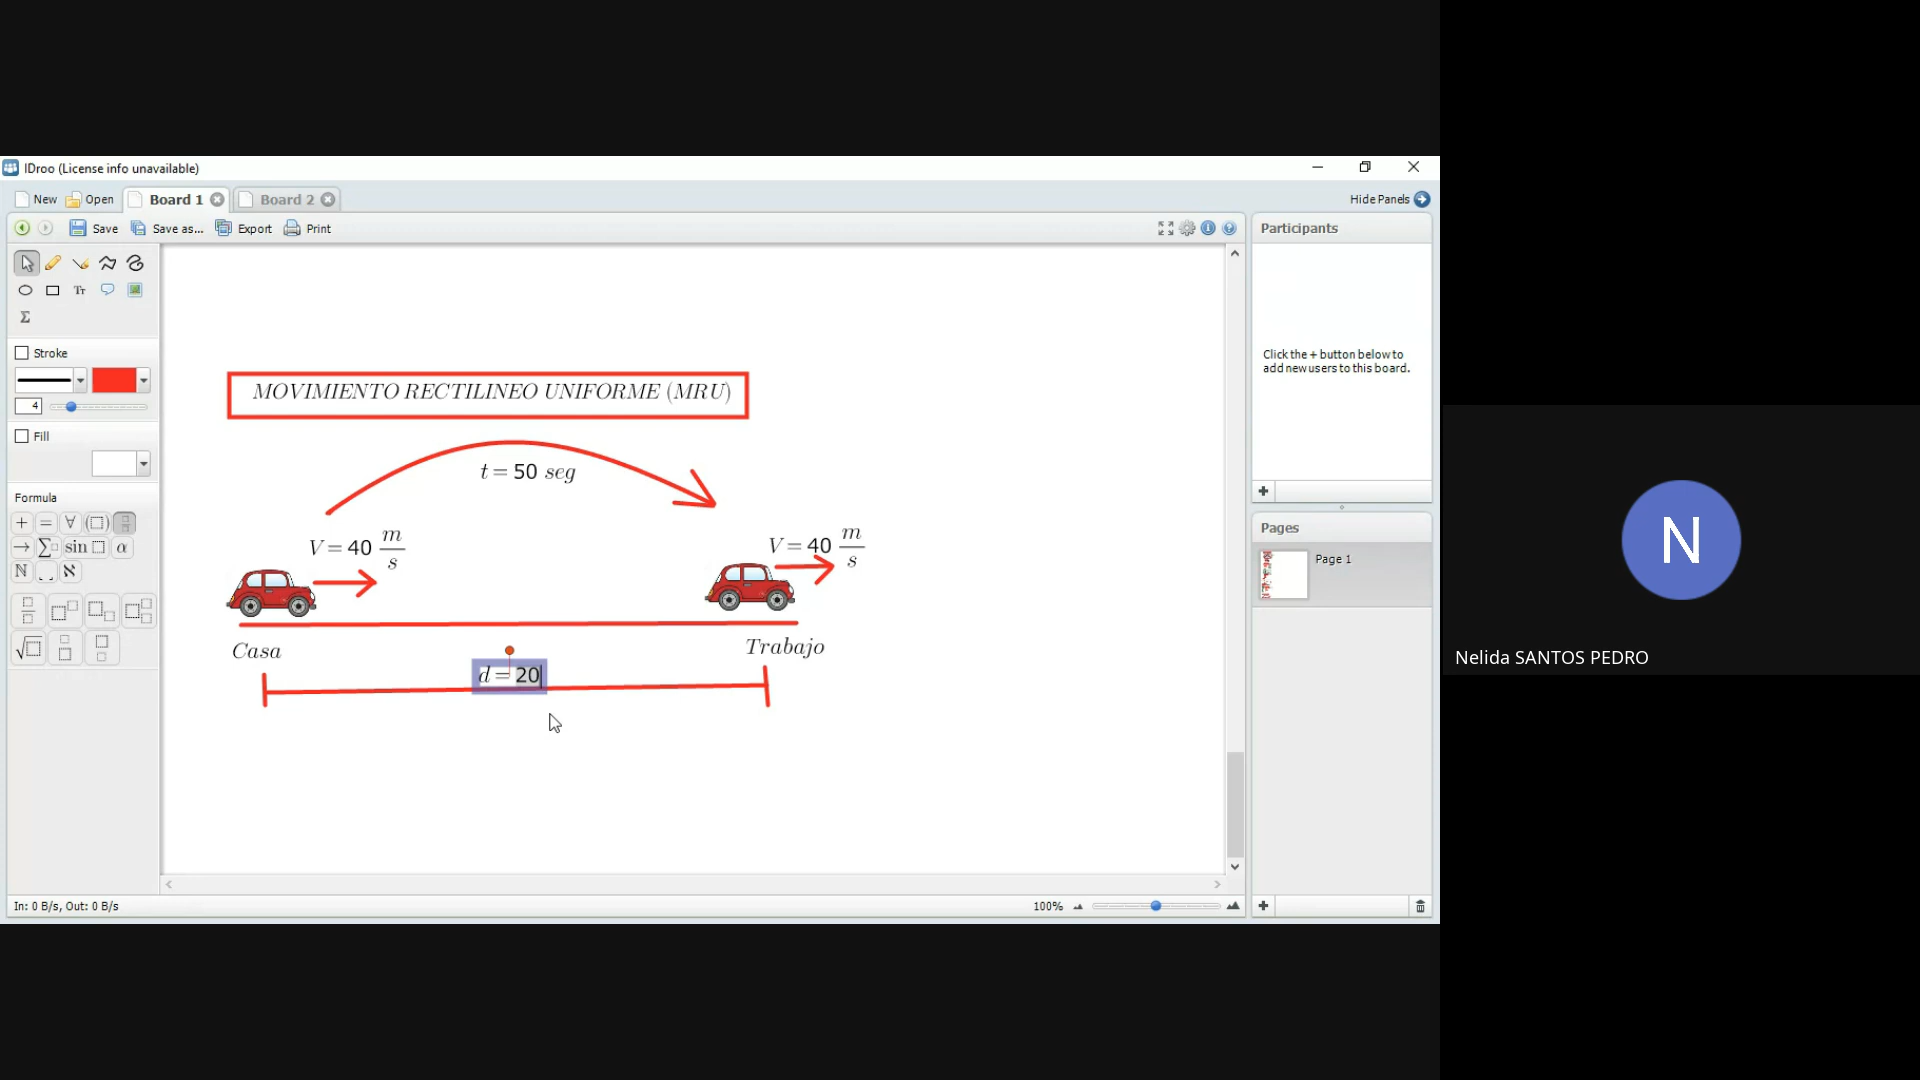 IDroo (License info unavailable)
New Open Board 1 Board 2 Hide Panels
Save Save as... Export Print
Participants
Click the + button below to
add new users to this board.
Stroke
4
Fill
Formula
+ = ∀ (□)
→ ∑ sin □ α
ℕ ℵ
MOVIMIENTO RECTILINEO UNIFORME (MRU)
t = 50 seg
V = 40 m/s
V = 40 m/s
Casa
Trabajo
d = 20
Pages
Page 1
In: 0 B/s, Out: 0 B/s
100%
N
Nelida SANTOS PEDRO